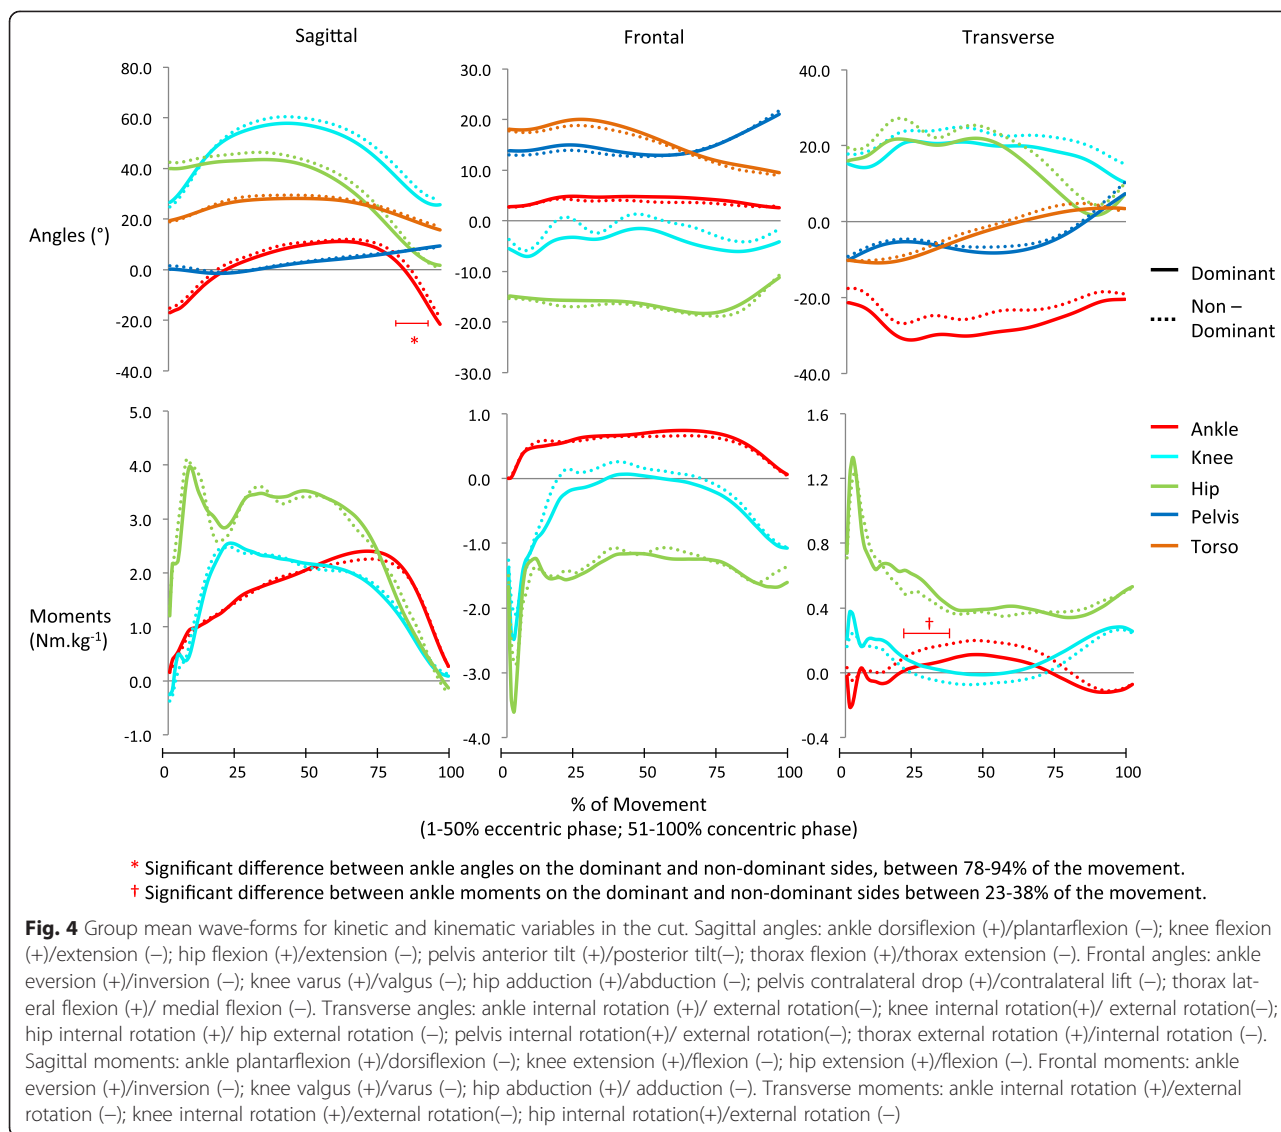 Sagittal
Frontal
Transverse
80.0
60.0
40.0
20.0
0.0
-20.0
-40.0
30.0
20.0
10.0
0.0
-10.0
-20.0
-30.0
40.0
20.0
0.0
-20.0
-40.0
Angles (°)
*
Dominant
Non –
Dominant
5.0
4.0
3.0
2.0
1.0
0.0
-1.0
1.0
0.0
-1.0
-2.0
-3.0
-4.0
1.6
1.2
0.8
0.4
0.0
-0.4
†
Moments
(Nm.kg⁻¹)
Ankle
Knee
Hip
Pelvis
Torso
0 25 50 75 100
0 25 50 75 100
0 25 50 75 100
% of Movement
(1-50% eccentric phase; 51-100% concentric phase)
* Significant difference between ankle angles on the dominant and non-dominant sides, between 78-94% of the movement.
† Significant difference between ankle moments on the dominant and non-dominant sides between 23-38% of the movement.
Fig. 4 Group mean wave-forms for kinetic and kinematic variables in the cut. Sagittal angles: ankle dorsiflexion (+)/plantarflexion (–); knee flexion
(+)/extension (–); hip flexion (+)/extension (–); pelvis anterior tilt (+)/posterior tilt(–); thorax flexion (+)/thorax extension (–). Frontal angles: ankle
eversion (+)/inversion (–); knee varus (+)/valgus (–); hip adduction (+)/abduction (–); pelvis contralateral drop (+)/contralateral lift (–); thorax lat-
eral flexion (+)/ medial flexion (–). Transverse angles: ankle internal rotation (+)/ external rotation(–); knee internal rotation(+)/ external rotation(–);
hip internal rotation (+)/ hip external rotation (–); pelvis internal rotation(+)/ external rotation(–); thorax external rotation (+)/internal rotation (–).
Sagittal moments: ankle plantarflexion (+)/dorsiflexion (–); knee extension (+)/flexion (–); hip extension (+)/flexion (–). Frontal moments: ankle
eversion (+)/inversion (–); knee valgus (+)/varus (–); hip abduction (+)/ adduction (–). Transverse moments: ankle internal rotation (+)/external
rotation (–); knee internal rotation (+)/external rotation(–); hip internal rotation(+)/external rotation (–)